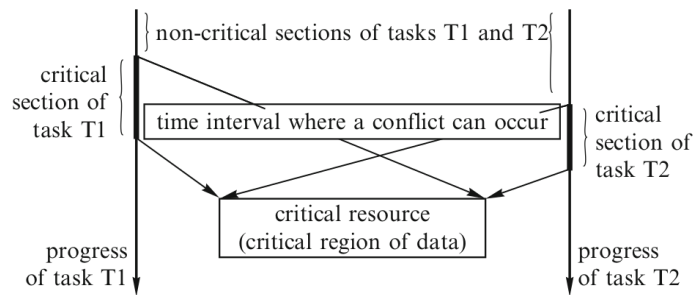 non-critical sections of tasks T1 and T2
critical
section of
task T1
time interval where a conflict can occur
critical
section of
task T2
critical resource
(critical region of data)
progress
of task T1
progress
of task T2